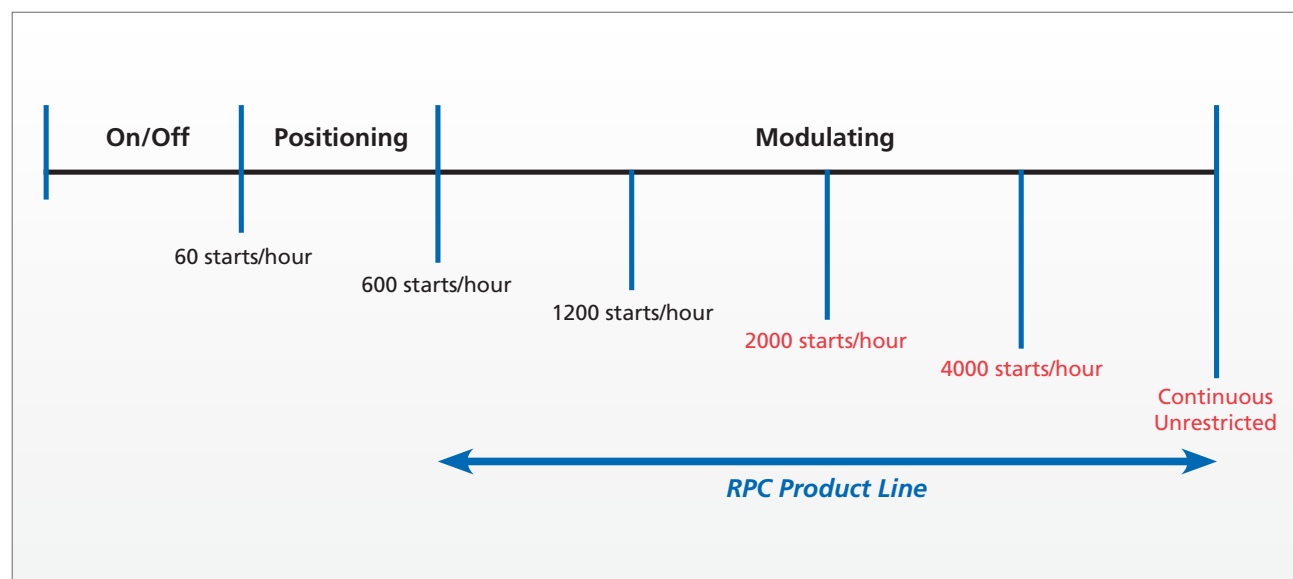 On/Off
Positioning
Modulating
60 starts/hour
600 starts/hour
1200 starts/hour
2000 starts/hour
4000 starts/hour
Continuous
Unrestricted
RPC Product Line